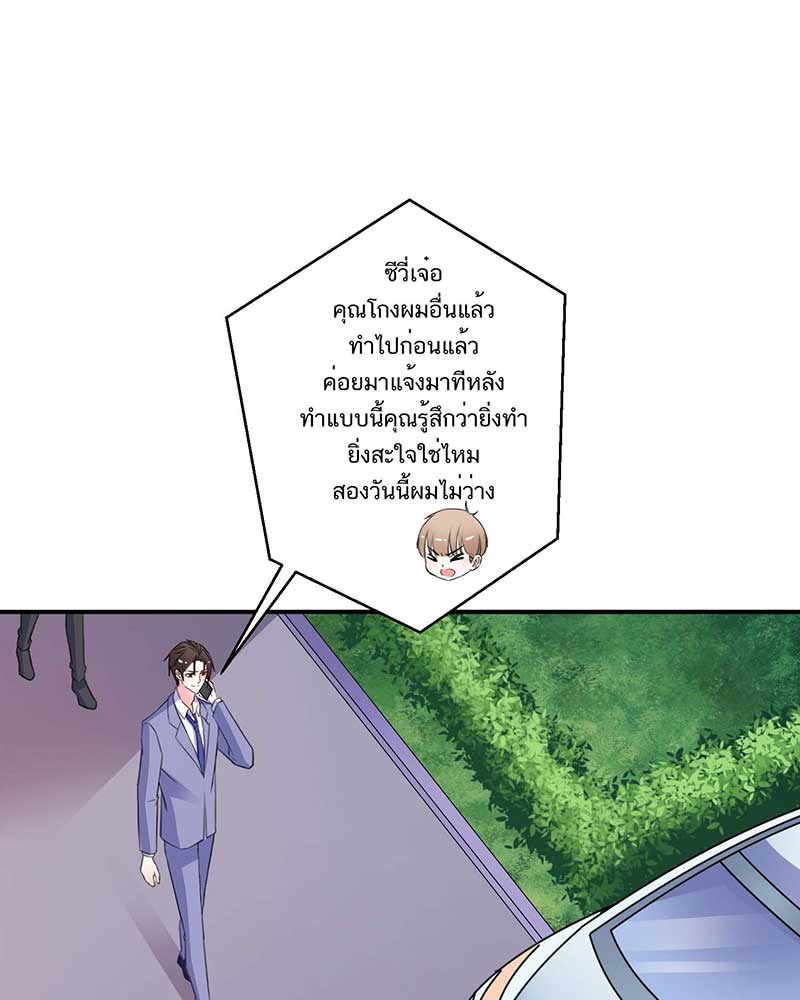 ซีวี่เจ๋อ
คุณโกงผมอื่นแล้ว
ทำไปก่อนแล้ว
ค่อยมาแจ้งมาทีหลัง
ทำแบบนี้คุณรู้สึกว่ายิ่งทำ
ยิ่งสะใจใช่ไหม
สองวันนี้ผมไม่ว่าง